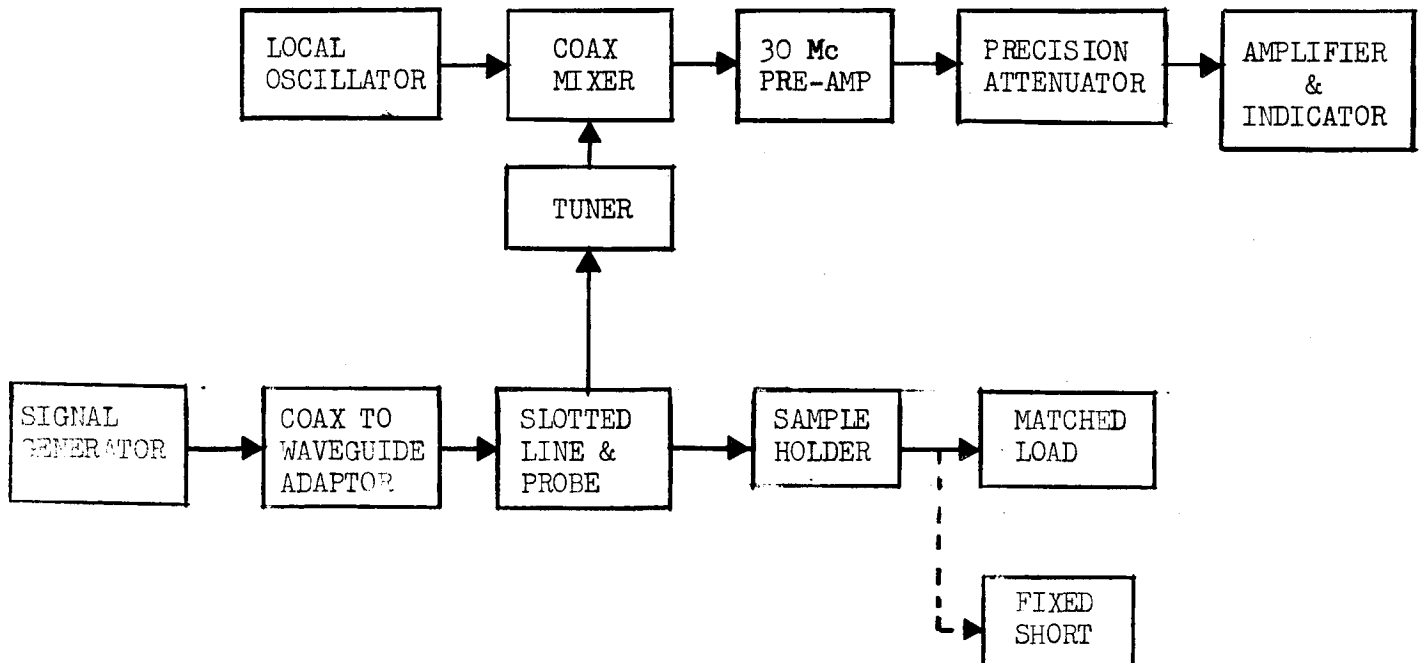 LOCAL
OSCILLATOR
COAX
MIXER
30 Mc
PRE-AMP
PRECISION
ATTENUATOR
AMPLIFIER
&
INDICATOR
TUNER
SIGNAL
GENERATOR
COAX TO
WAVEGUIDE
ADAPTOR
SLOTTED
LINE &
PROBE
SAMPLE
HOLDER
MATCHED
LOAD
FIXED
SHORT